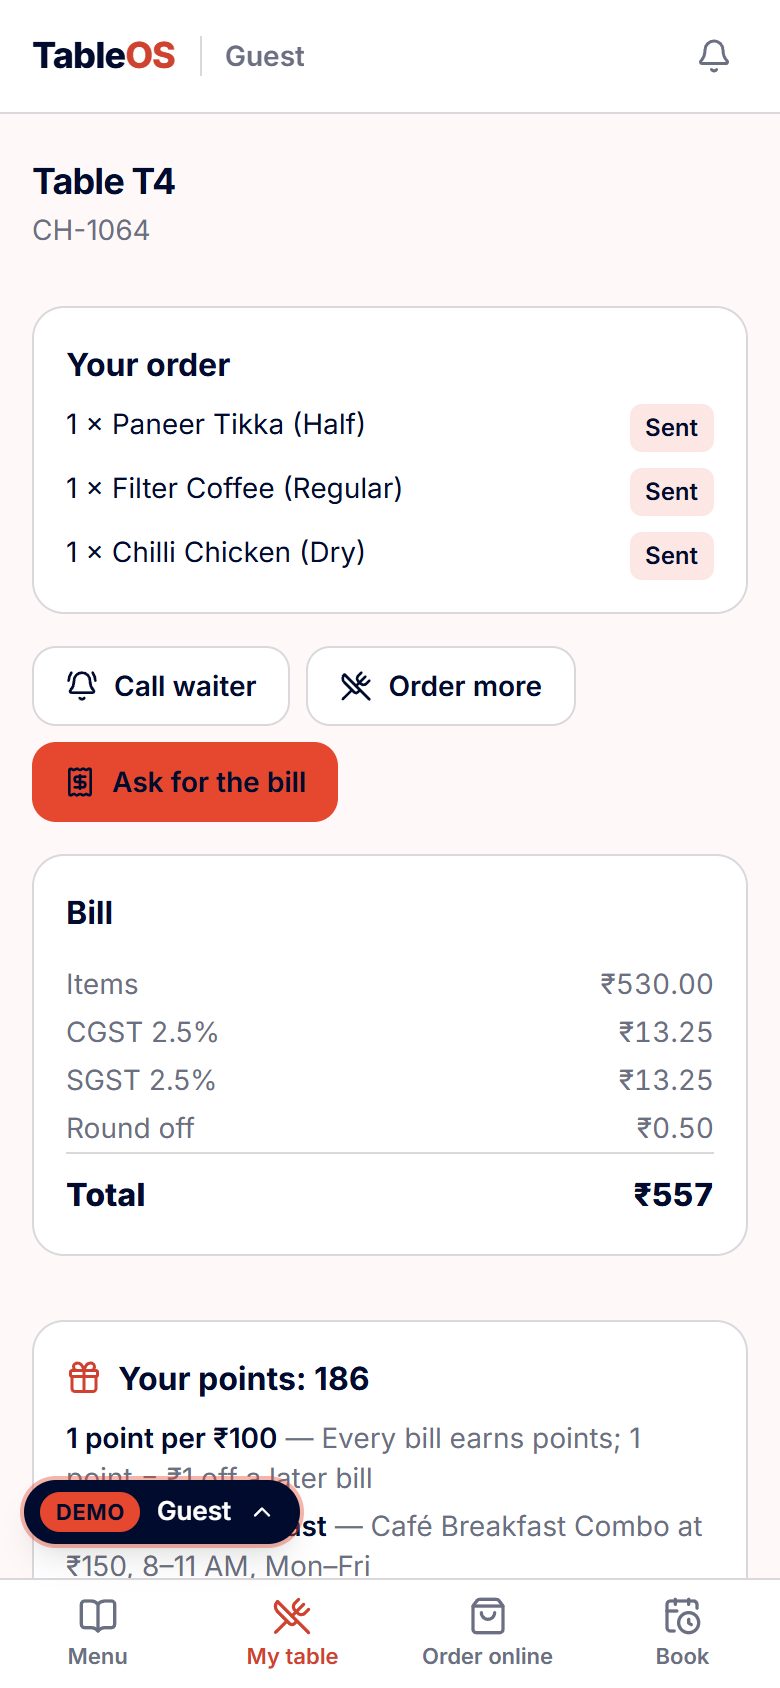 TableOS Guest
Table T4
CH-1064
Your order
1 × Paneer Tikka (Half) Sent
1 × Filter Coffee (Regular) Sent
1 × Chilli Chicken (Dry) Sent
Call waiter Order more
Ask for the bill
Bill
Items ₹530.00
CGST 2.5% ₹13.25
SGST 2.5% ₹13.25
Round off ₹0.50
Total ₹557
Your points: 186
1 point per ₹100 — Every bill earns points; 1
point = ₹1 off a later bill
— Café Breakfast Combo at
₹150, 8–11 AM, Mon–Fri
DEMO Guest
Menu My table Order online Book